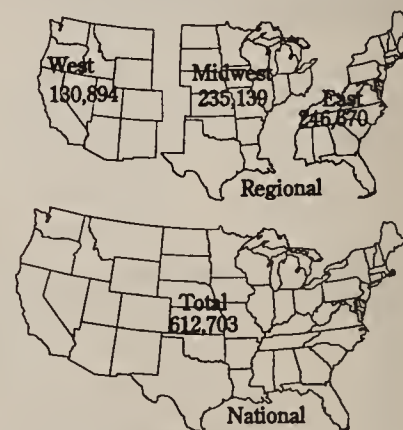 West
130,894
Midwest
235,139
East
246,670
Regional
Total
612,703
National